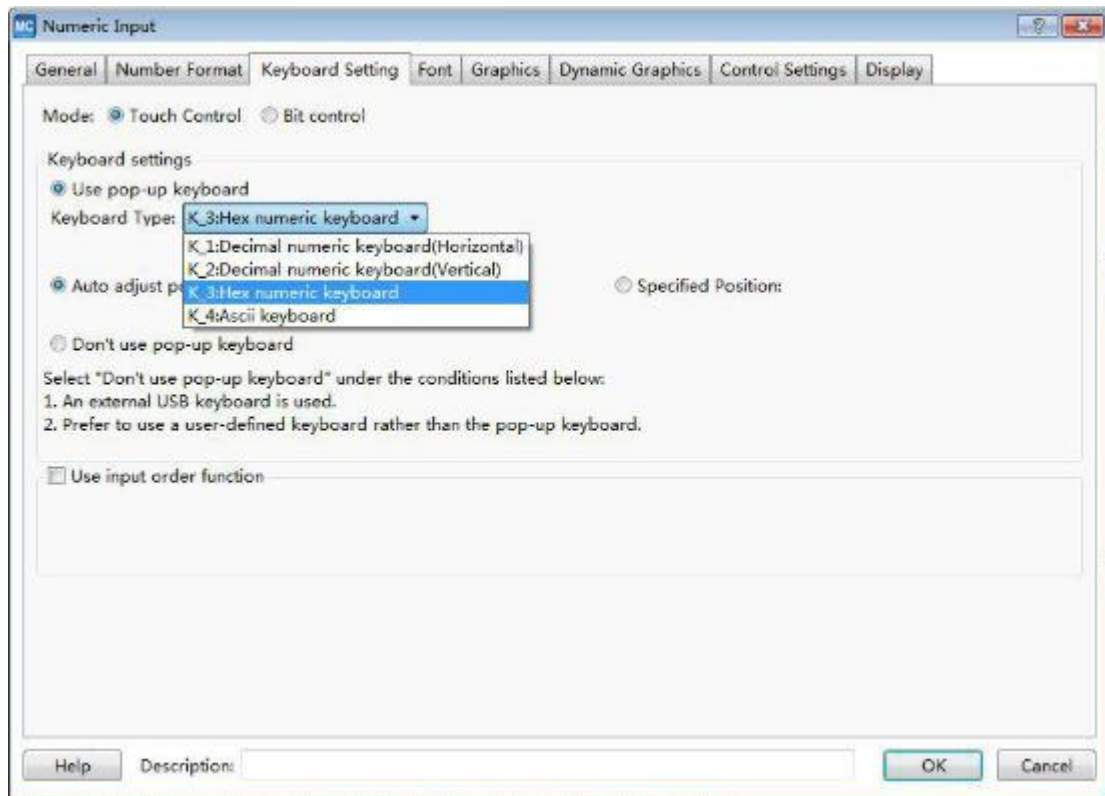 MC Numeric Input
General Number Format Keyboard Setting Font Graphics Dynamic Graphics Control Settings Display
Mode: Touch Control Bit control
Keyboard settings
Use pop-up keyboard
Keyboard Type: K_3:Hex numeric keyboard
K_1:Decimal numeric keyboard(Horizontal)
K_2:Decimal numeric keyboard(Vertical)
Auto adjust K_3:Hex numeric keyboard Specified Position:
K_4:Ascii keyboard
Don't use pop-up keyboard
Select "Don't use pop-up keyboard" under the conditions listed below:
1. An external USB keyboard is used.
2. Prefer to use a user-defined keyboard rather than the pop-up keyboard.
Use input order function
Help Description: OK Cancel